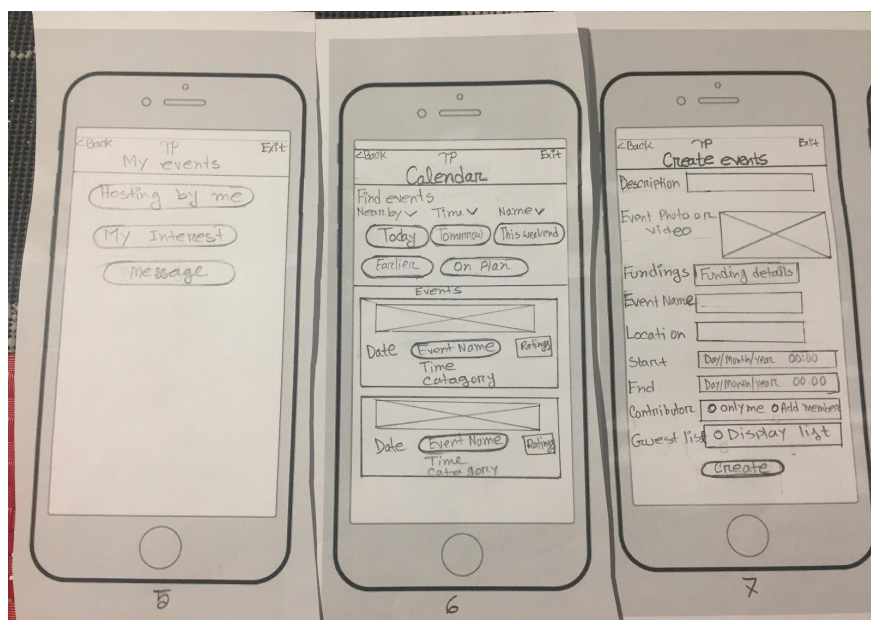 <Back TP Exit
My events
Hosting by me
My Interest
message
5
<Back TP Exit
Calendar
Find events
Nearby Time Name
Today Tomorrow This weekend
Earlier On Plan
Events
Date Event Name Ratings
Time
Catagory
Date Event Name Ratings
Time
Catagory
6
<Back TP Exit
Create events
Description
Event Photo or
video
Fundings Funding details
Event Name
Location
Start Day/Month/year 00:00
End Day/Month/year 00:00
Contributor only me Add member
Guest list Display list
Create
7